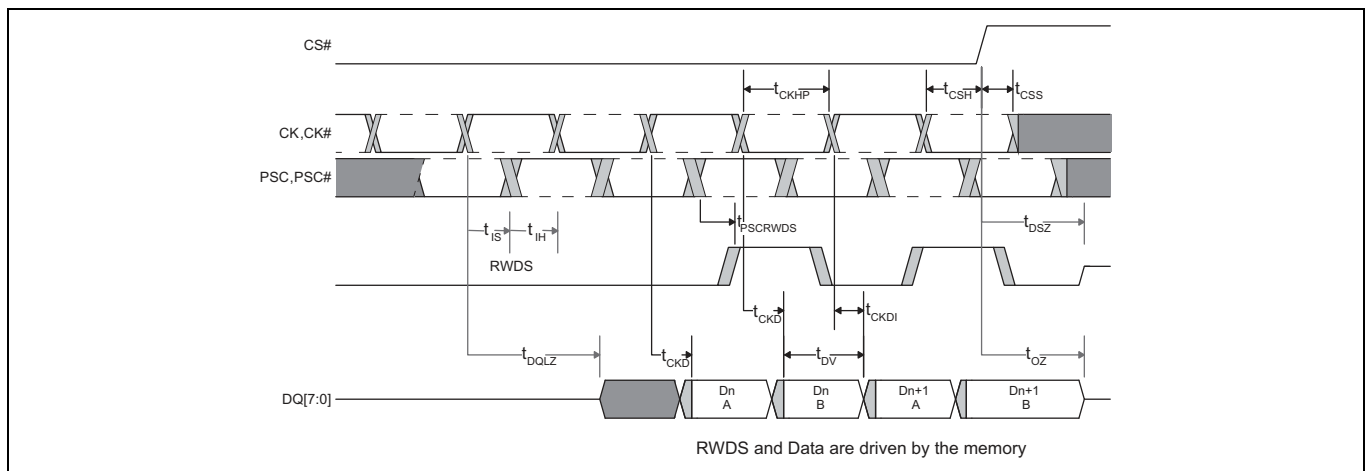 CS#
tCKHP
tCSH
tCSS
CK,CK#
PSC,PSC#
tIS
tIH
tPSCRWDS
tDSZ
RWDS
tCKD
tCKDI
tDQLZ
tCKD
tDV
tOZ
DQ[7:0]
Dn
A
Dn
B
Dn+1
A
Dn+1
B
RWDS and Data are driven by the memory